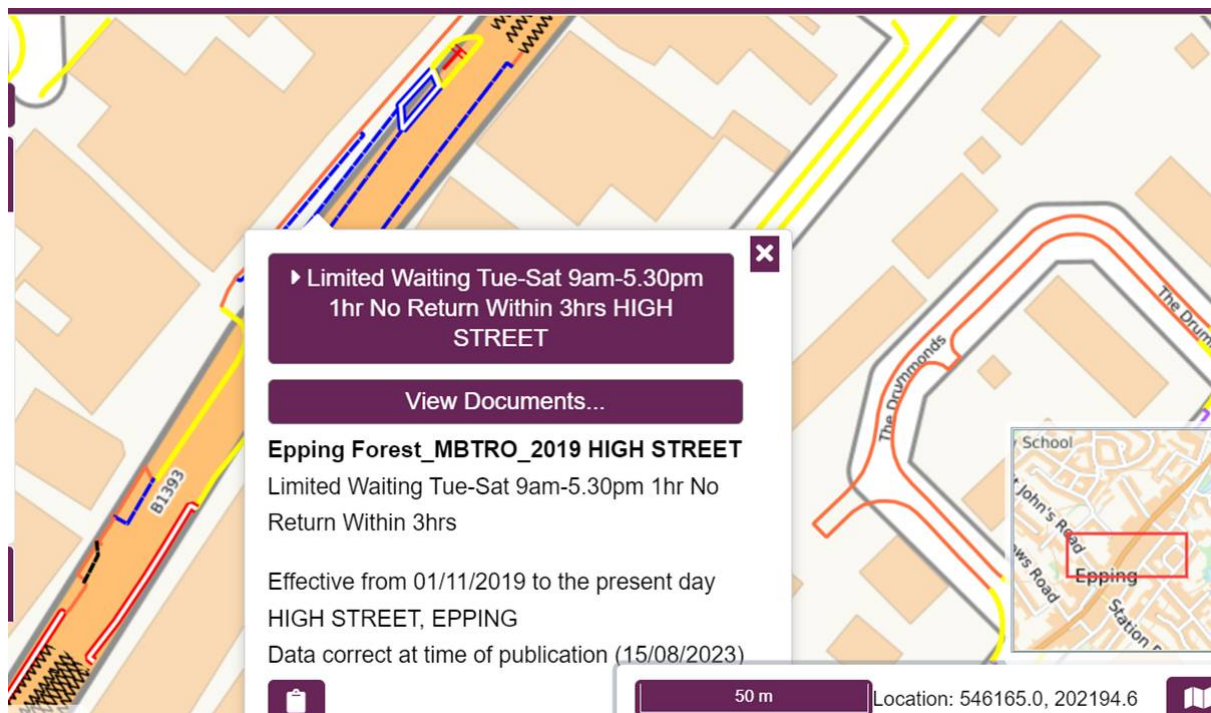 Limited Waiting Tue-Sat 9am-5.30pm
1hr No Return Within 3hrs HIGH
STREET
View Documents...
Epping Forest_MBTRO_2019 HIGH STREET
Limited Waiting Tue-Sat 9am-5.30pm 1hr No
Return Within 3hrs
Effective from 01/11/2019 to the present day
HIGH STREET, EPPING
Data correct at time of publication (15/08/2023)
B1393
The Drummonds
The Drum
School
t John's Road
ws Road
Epping
Station
50 m
Location: 546165.0, 202194.6